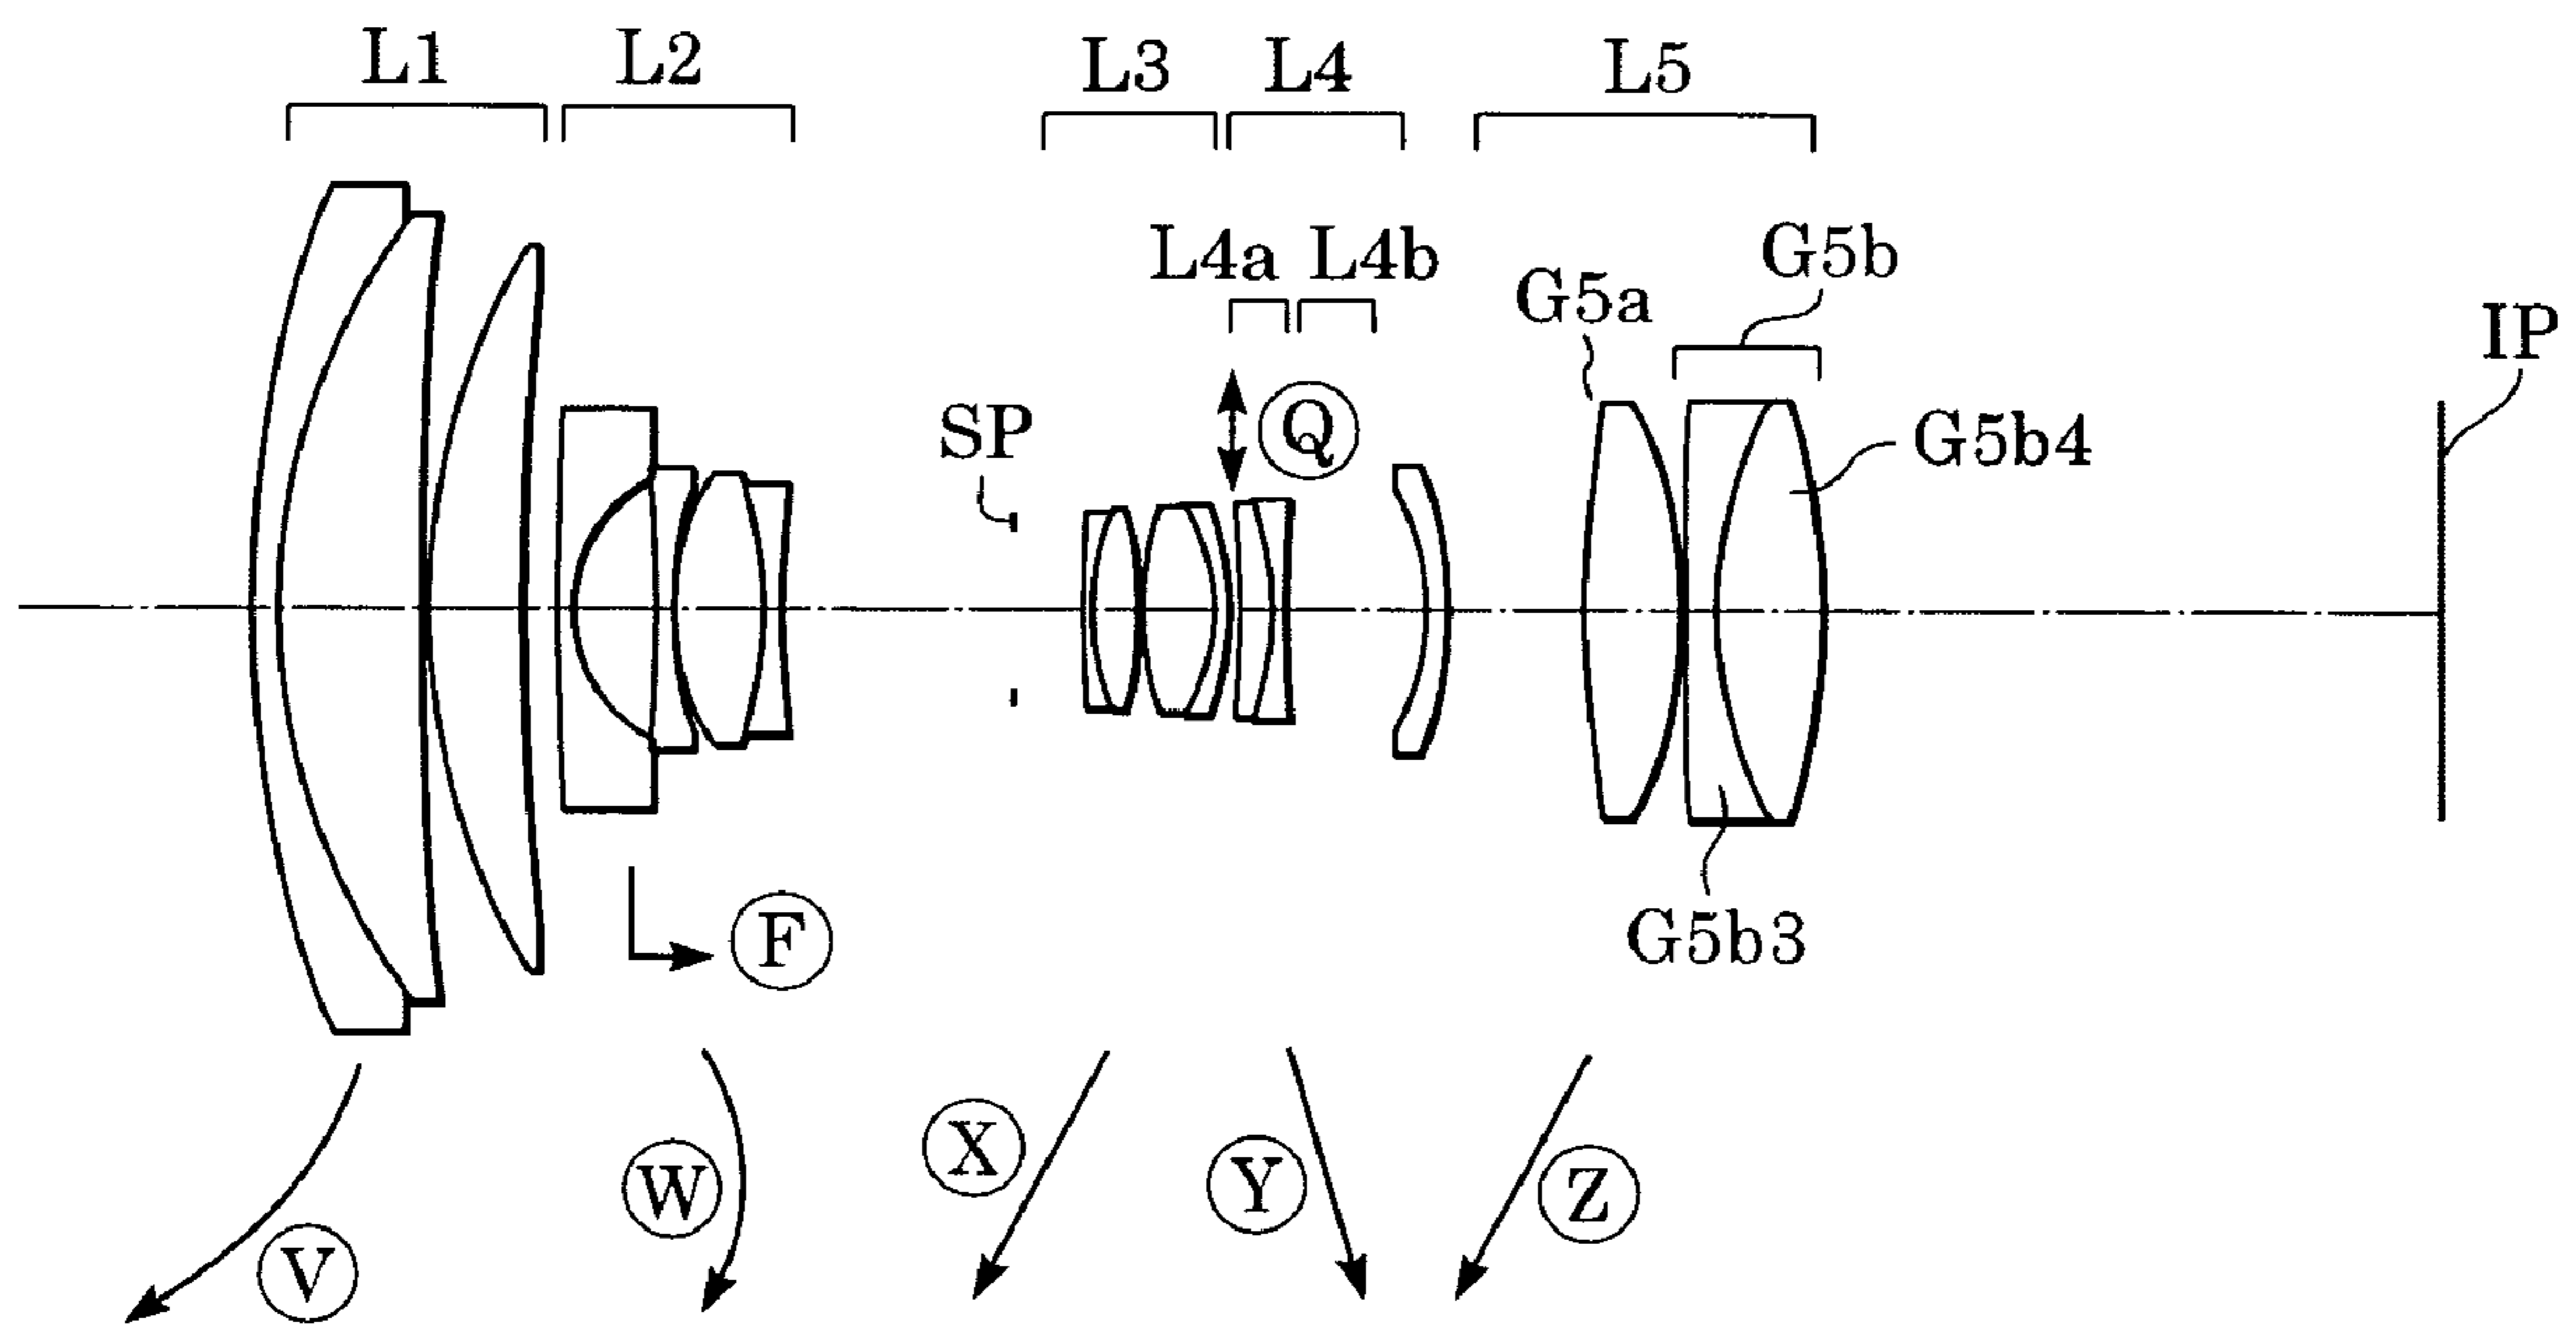 L1 L2 L3 L4 L5
L4a L4b G5b
G5a
IP
SP Q G5b4
F G5b3
X
W Y Z
V